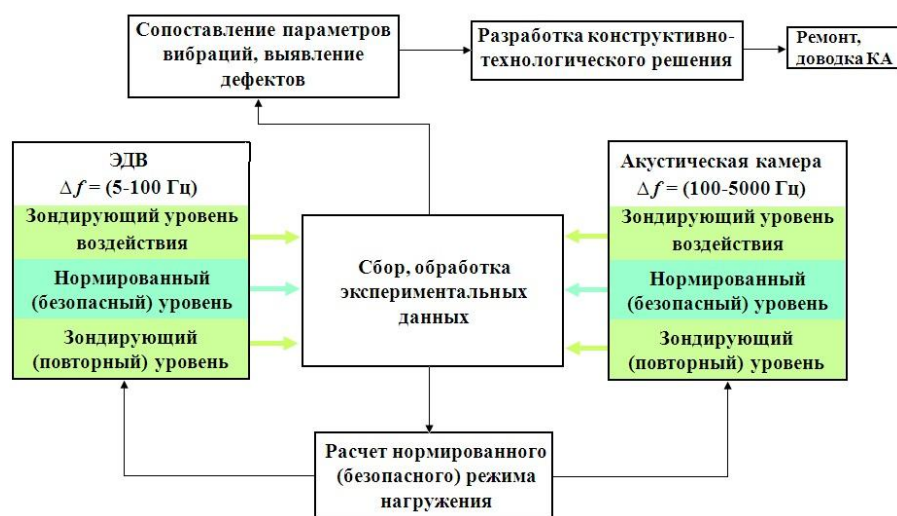 Сопоставление параметров
вибраций, выявление
дефектов
Разработка конструктивно-
технологического решения
Ремонт,
доводка КА
ЭДВ
Δf = (5-100 Гц)
Зондирующий уровень
воздействия
Нормированный
(безопасный) уровень
Зондирующий
(повторный) уровень
Сбор, обработка
экспериментальных
данных
Акустическая камера
Δf = (100-5000 Гц)
Зондирующий уровень
воздействия
Нормированный
(безопасный) уровень
Зондирующий
(повторный) уровень
Расчет нормированного
(безопасного) режима
нагружения